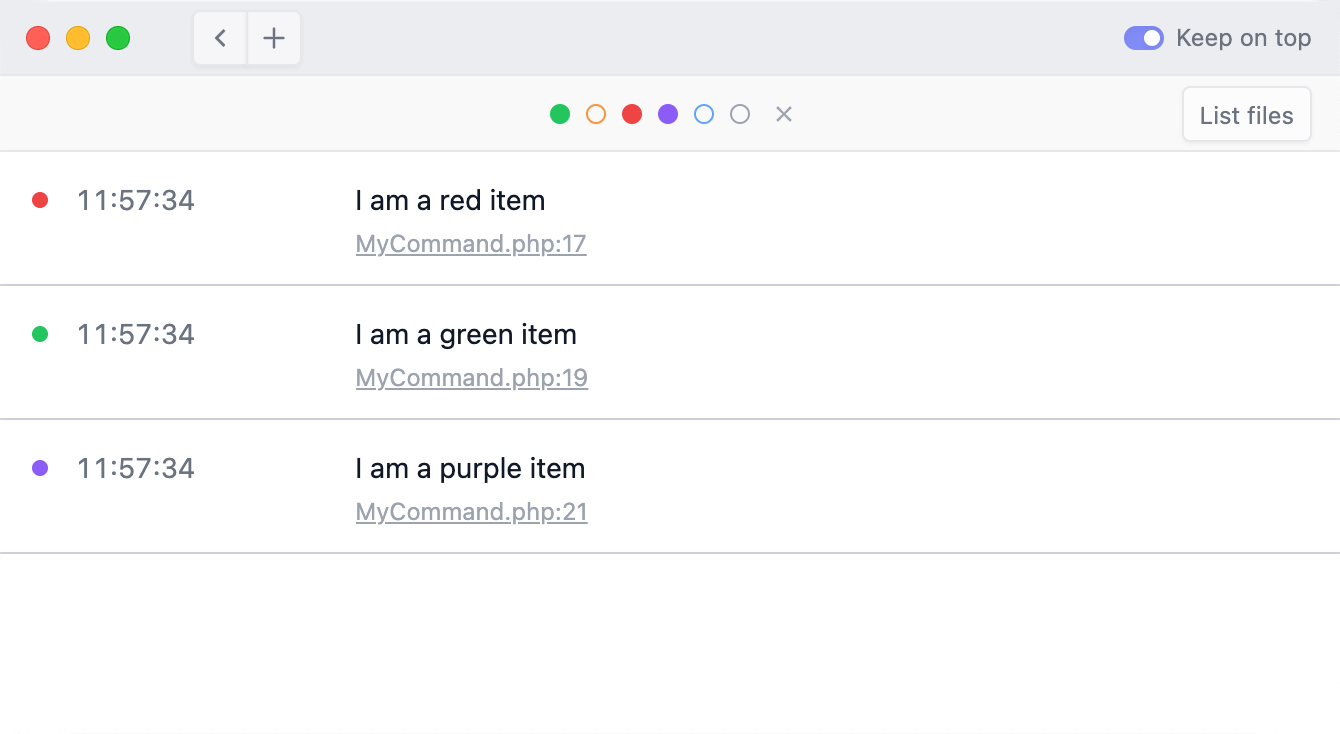 Keep on top
List files
11:57:34 I am a red item
MyCommand.php:17
11:57:34 I am a green item
MyCommand.php:19
11:57:34 I am a purple item
MyCommand.php:21